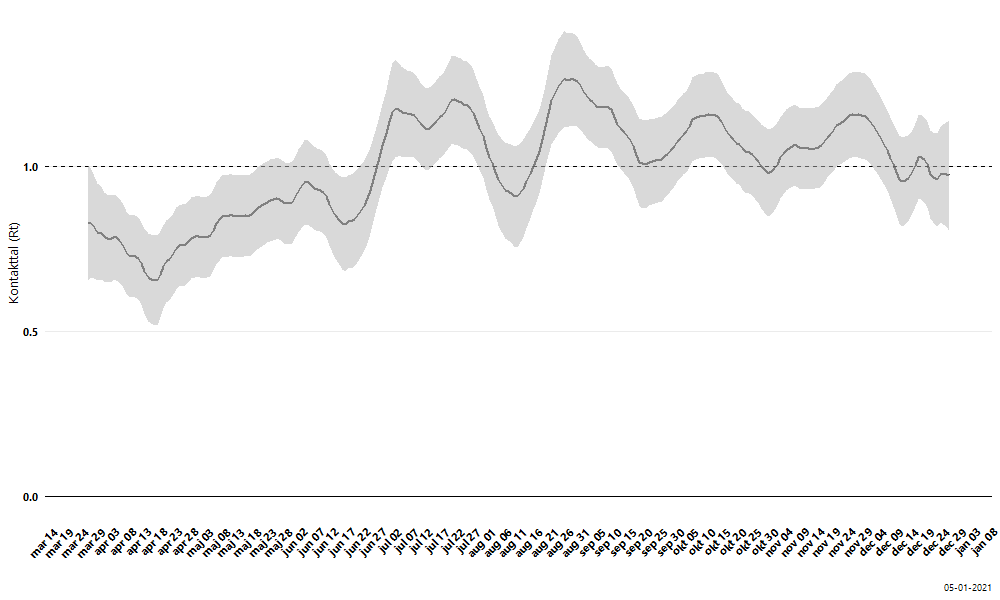 Kontakttal (Rt)
1.0
0.5
0.0
mar 14
mar 19
mar 24
mar 29
apr 03
apr 08
apr 13
apr 18
apr 23
apr 28
maj 03
maj 08
maj 13
maj 18
maj 23
maj 28
jun 02
jun 07
jun 12
jun 17
jun 22
jun 27
jul 02
jul 07
jul 12
jul 17
jul 22
jul 27
aug 01
aug 06
aug 11
aug 16
aug 21
aug 26
aug 31
sep 05
sep 10
sep 15
sep 20
sep 25
sep 30
okt 05
okt 10
okt 15
okt 20
okt 25
okt 30
nov 04
nov 09
nov 14
nov 19
nov 24
nov 29
dec 04
dec 09
dec 14
dec 19
dec 24
dec 29
jan 03
jan 08
05-01-2021